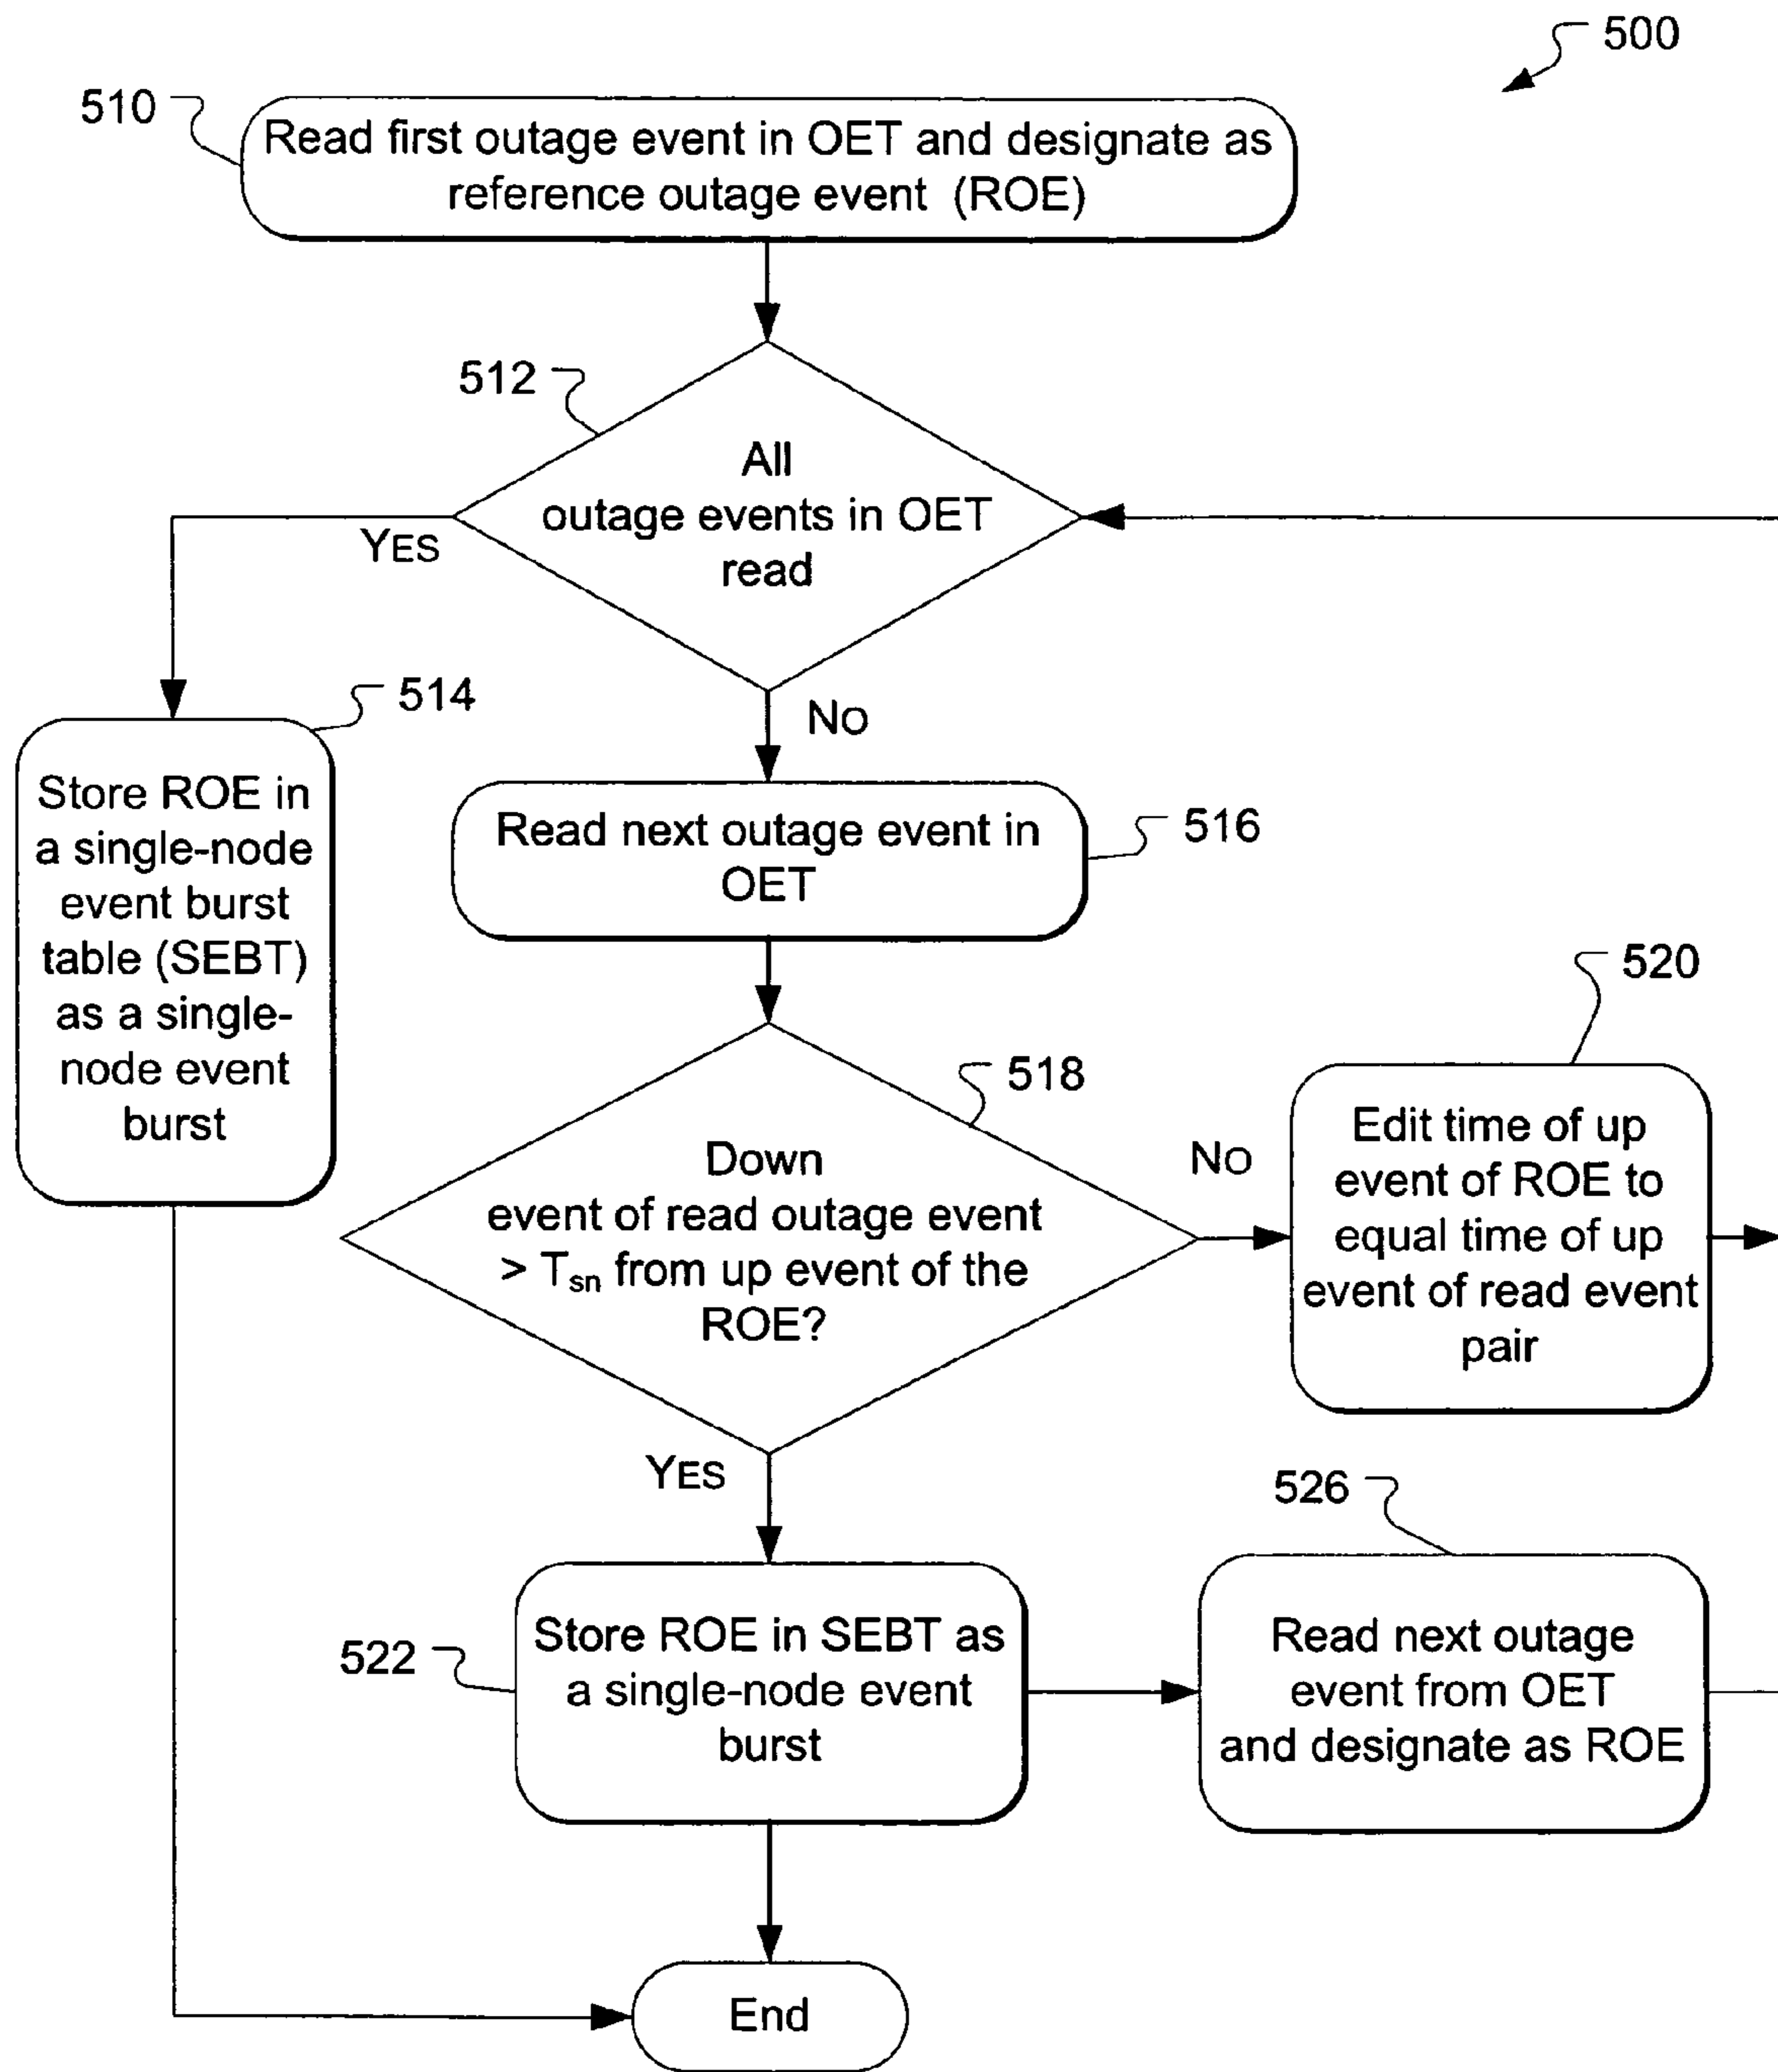 500
510
Read first outage event in OET and designate as
reference outage event (ROE)
512
All
outage events in OET
read
YES
NO
514
Store ROE in
a single-node
event burst
table (SEBT)
as a single-
node event
burst
516
Read next outage event in
OET
518
Down
event of read outage event
> Tsn from up event of the
ROE?
NO
520
Edit time of up
event of ROE to
equal time of up
event of read event
pair
YES
522
Store ROE in SEBT as
a single-node event
burst
526
Read next outage
event from OET
and designate as ROE
End